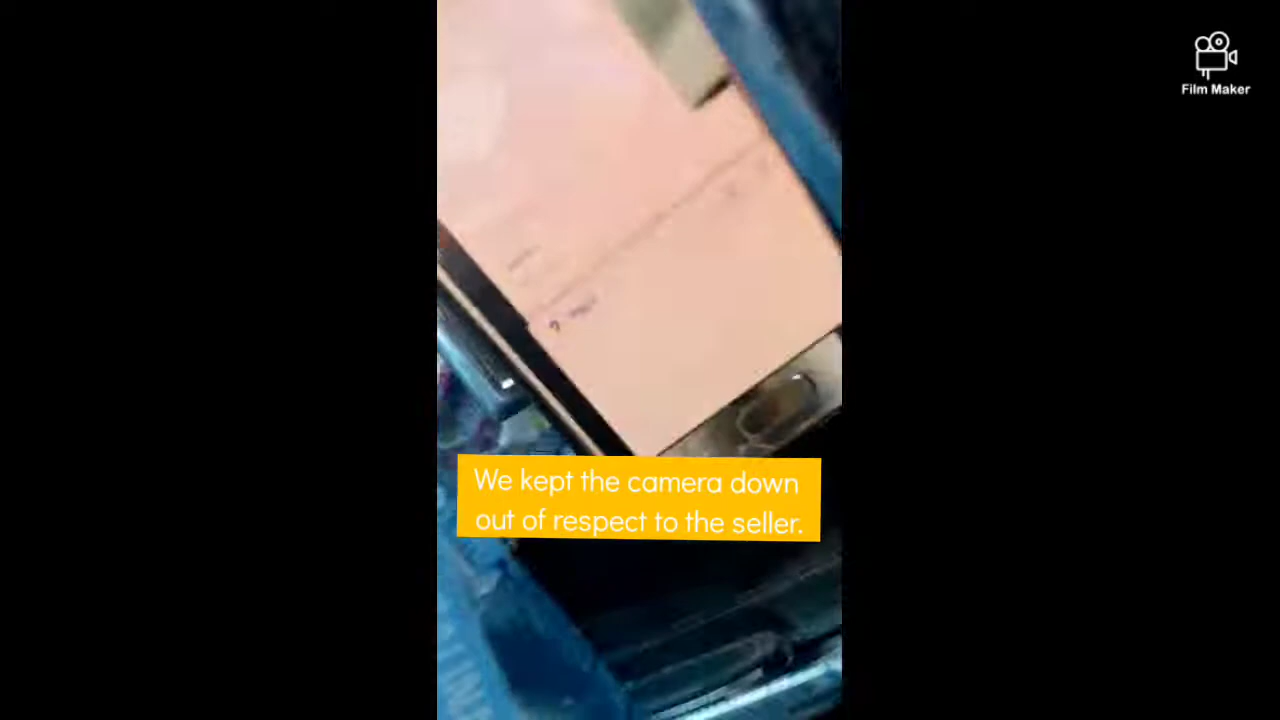 Film Maker
We kept the camera down
out of respect to the seller.